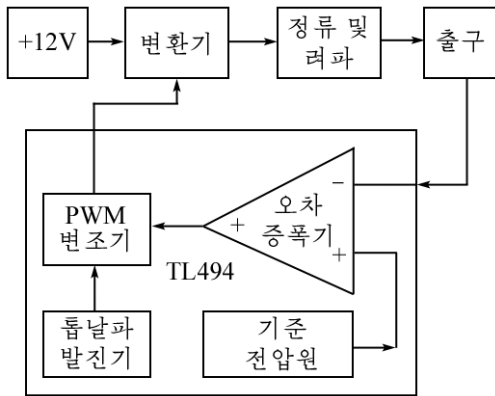 +12V
변환기
정류 및
려파
출구
PWM
변조기
+
오차
증폭기
−
+
TL494
톱날파
발진기
기준
전압원